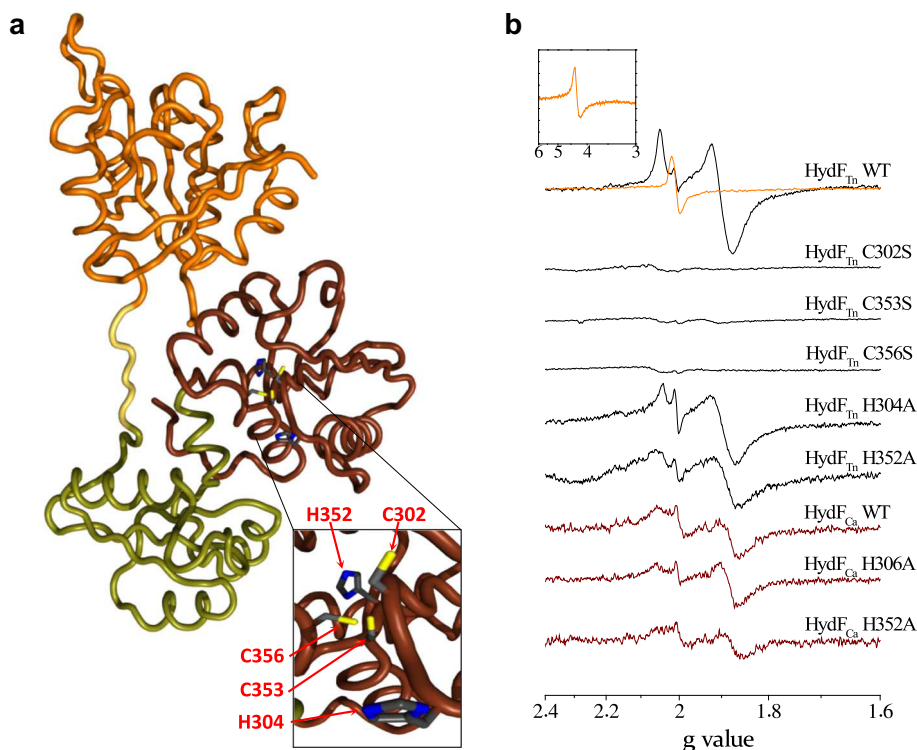 a
b
6 5 4 3
HydF_Tn WT
HydF_Tn C302S
HydF_Tn C353S
HydF_Tn C356S
HydF_Tn H304A
HydF_Tn H352A
HydF_Ca WT
HydF_Ca H306A
HydF_Ca H352A
H352 C302
C356
C353
H304
2.4 2.2 2 1.8 1.6
g value